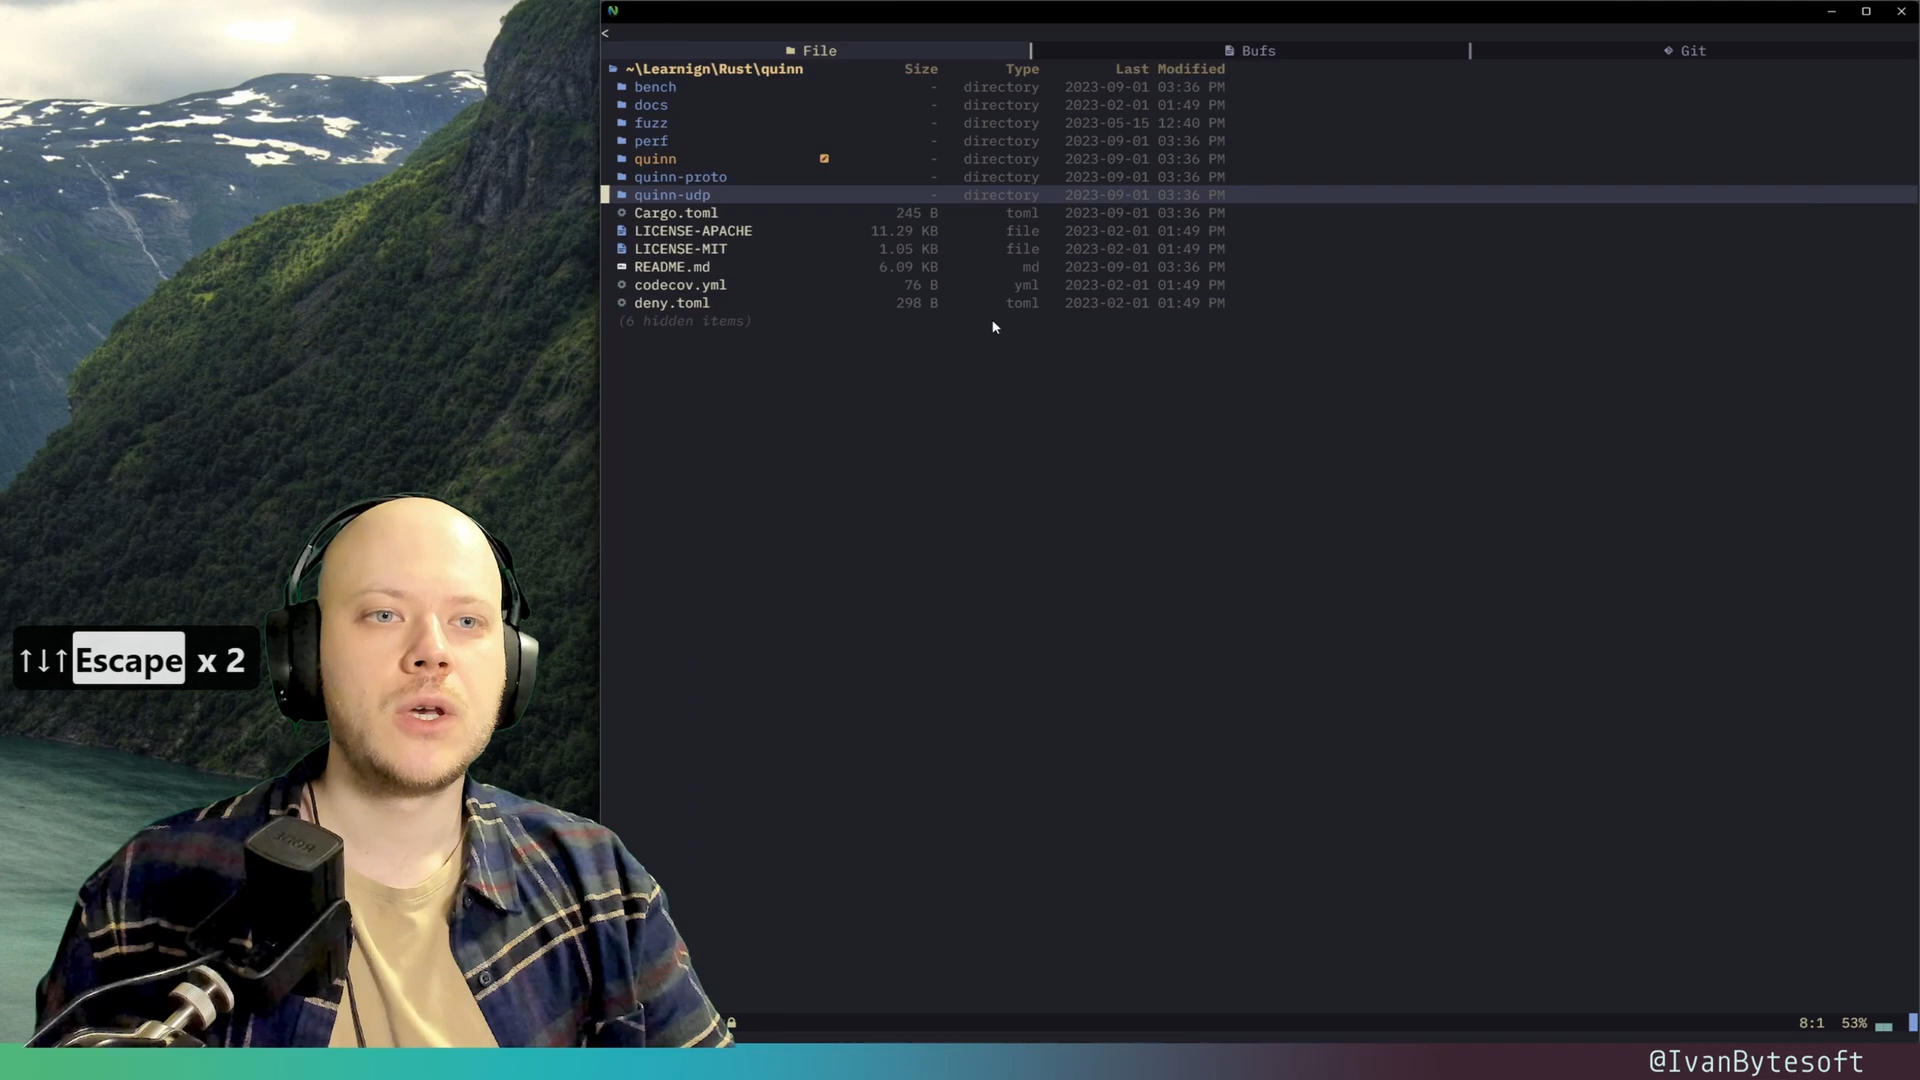 <
File
Bufs
Git
~\Learnign\Rust\quinn Size Type Last Modified
bench - directory 2023-09-01 03:36 PM
docs - directory 2023-02-01 01:49 PM
fuzz - directory 2023-05-15 12:40 PM
perf - directory 2023-09-01 03:36 PM
quinn - directory 2023-09-01 03:36 PM
quinn-proto - directory 2023-09-01 03:36 PM
quinn-udp - directory 2023-09-01 03:36 PM
Cargo.toml 245 B toml 2023-09-01 03:36 PM
LICENSE-APACHE 11.29 KB file 2023-02-01 01:49 PM
LICENSE-MIT 1.05 KB file 2023-02-01 01:49 PM
README.md 6.09 KB md 2023-09-01 03:36 PM
codecov.yml 76 B yml 2023-02-01 01:49 PM
deny.toml 298 B toml 2023-02-01 01:49 PM
(6 hidden items)
↑↓↑Escape x 2
RODE
8:1 53%
@IvanBytesoft